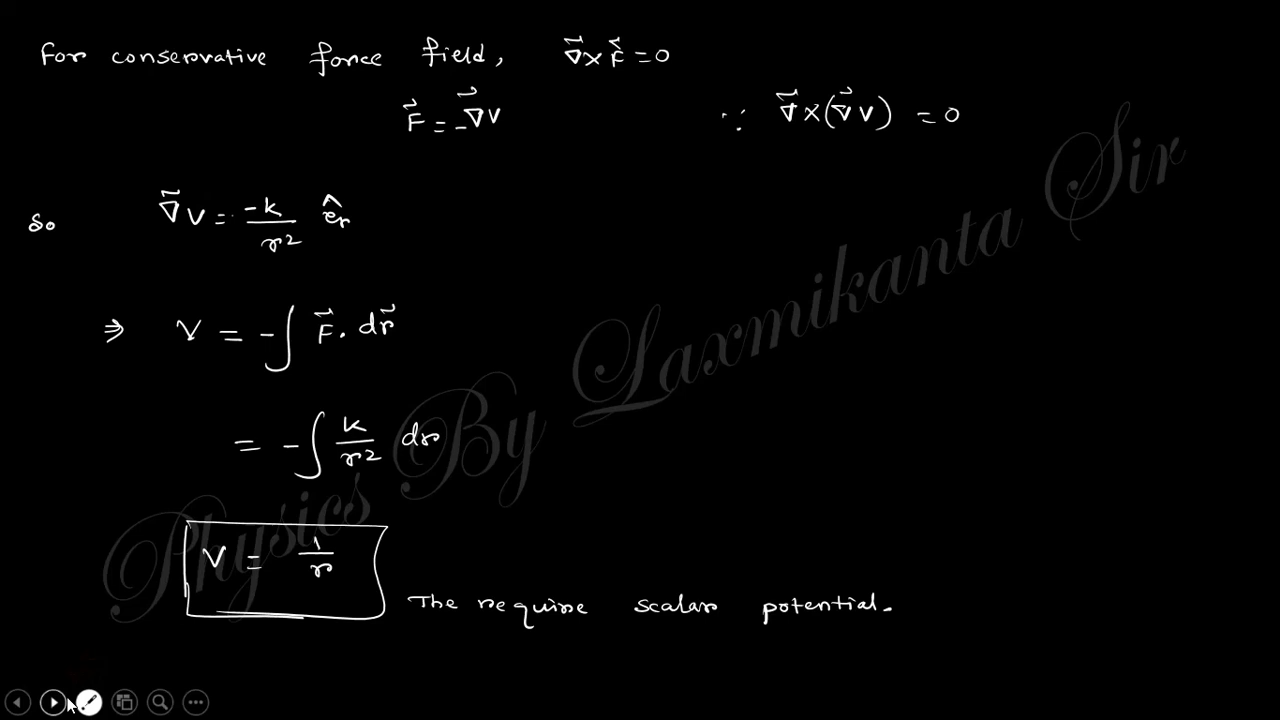 For conservative force field, ∇⃗×F⃗=0
F⃗=-∇⃗V ∵ ∇⃗×(∇⃗V) =0
So ∇⃗V = -k/r² ê_r
⇒ V = -∫ F⃗. dr⃗
= -∫ k/r² dr
V = 1/r
The require scalar potential.
Physics By Laxmikanta Sir